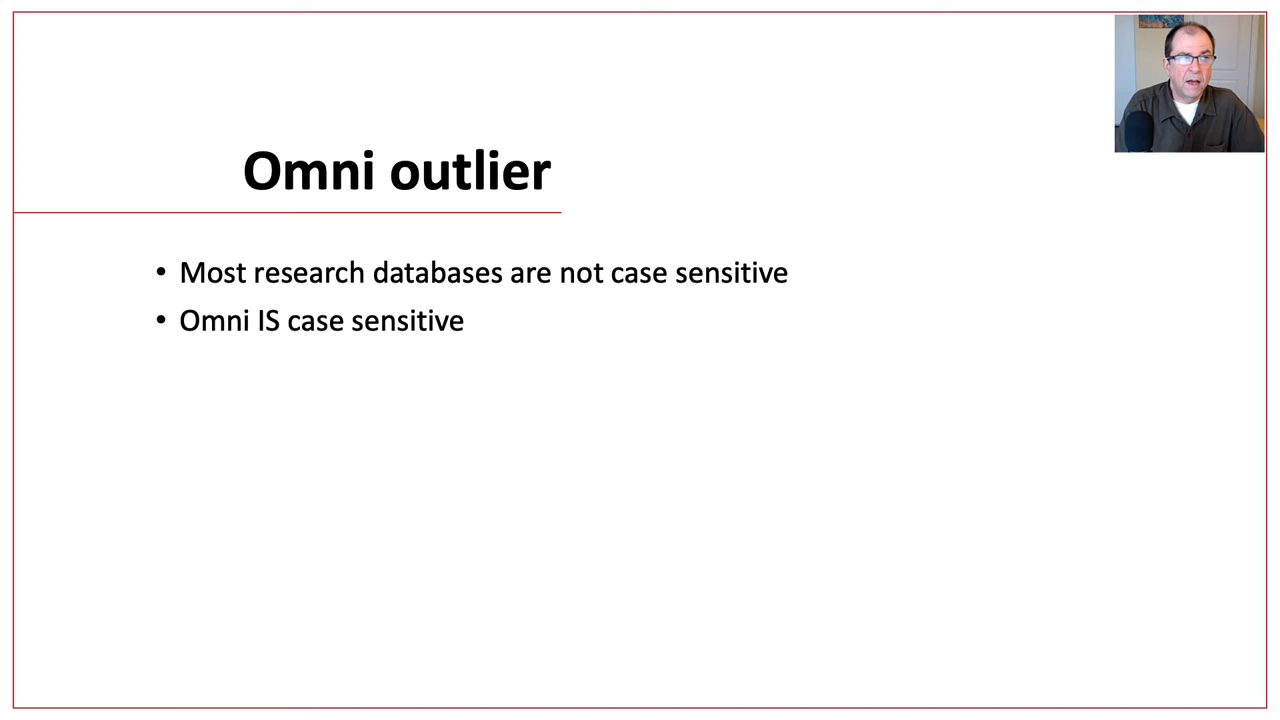 Omni outlier
• Most research databases are not case sensitive
• Omni IS case sensitive